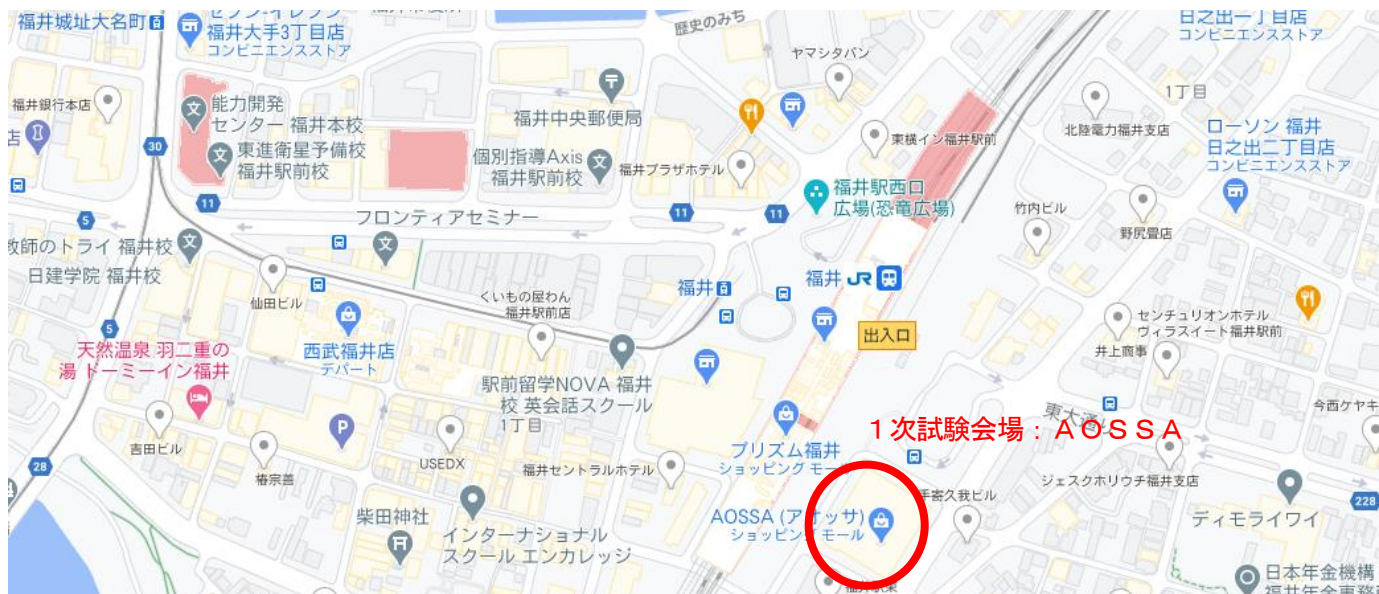 福井城址大名町
セブン-イレブン
福井大手3丁目店
コンビニエンスストア
歴史のみち
ヤマシタパン
日之出一丁目店
コンビニエンスストア
1丁目
福井銀行本店
能力開発
センター 福井本校
東進衛星予備校
福井駅前校
福井中央郵便局
個別指導Axis
福井駅前校
福井プラザホテル
東横イン福井駅前
北陸電力福井支店
ローソン 福井
日之出二丁目店
コンビニエンスストア
店
30
11
5
フロンティアセミナー
11
11
福井駅西口
広場(恐竜広場)
竹内ビル
野尻畳店
教師のトライ 福井校
日建学院 福井校
仙田ビル
くいもの屋わん
福井駅前店
福井
福井 JR
出入口
センチュリオンホテル
ヴィラスイート福井駅前
井上商事
5
天然温泉 羽二重の
湯 ドーミーイン福井
西武福井店
デパート
駅前留学NOVA 福井
校 英会話スクール
1丁目
プリズム福井
ショッピング モール
1次試験会場:AOSSA
東大通り
今西ケヤキ
吉田ビル
P
28
椿宗善
USEDX
福井セントラルホテル
AOSSA (アオッサ)
ショッピング モール
手寄久我ビル
ジェスクホリウチ福井支店
228
ディモライワイ
柴田神社
インターナショナル
スクール エンカレッジ
日本年金機構
福井年金事務所